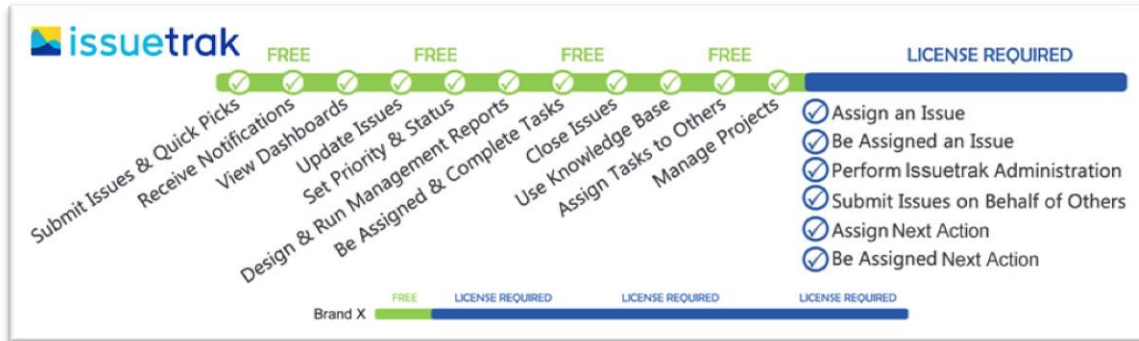 issuetrak
FREE FREE FREE FREE LICENSE REQUIRED
Submit Issues & Quick Picks
Receive Notifications
View Dashboards
Update Issues
Set Priority & Status
Design & Run Management Reports
Be Assigned & Complete Tasks
Close Issues
Use Knowledge Base
Assign Tasks to Others
Manage Projects
Assign an Issue
Be Assigned an Issue
Perform Issuetrak Administration
Submit Issues on Behalf of Others
Assign Next Action
Be Assigned Next Action
FREE LICENSE REQUIRED LICENSE REQUIRED LICENSE REQUIRED
Brand X